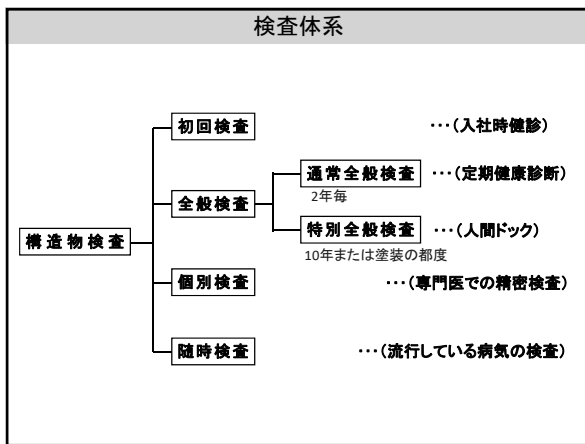 検査体系
初回検査 ･･･(入社時健診)
通常全般検査 ･･･(定期健康診断)
2年毎
全般検査
特別全般検査 ･･･(人間ドック)
構造物検査
10年または塗装の都度
個別検査 ･･･(専門医での精密検査)
随時検査 ･･･(流行している病気の検査)